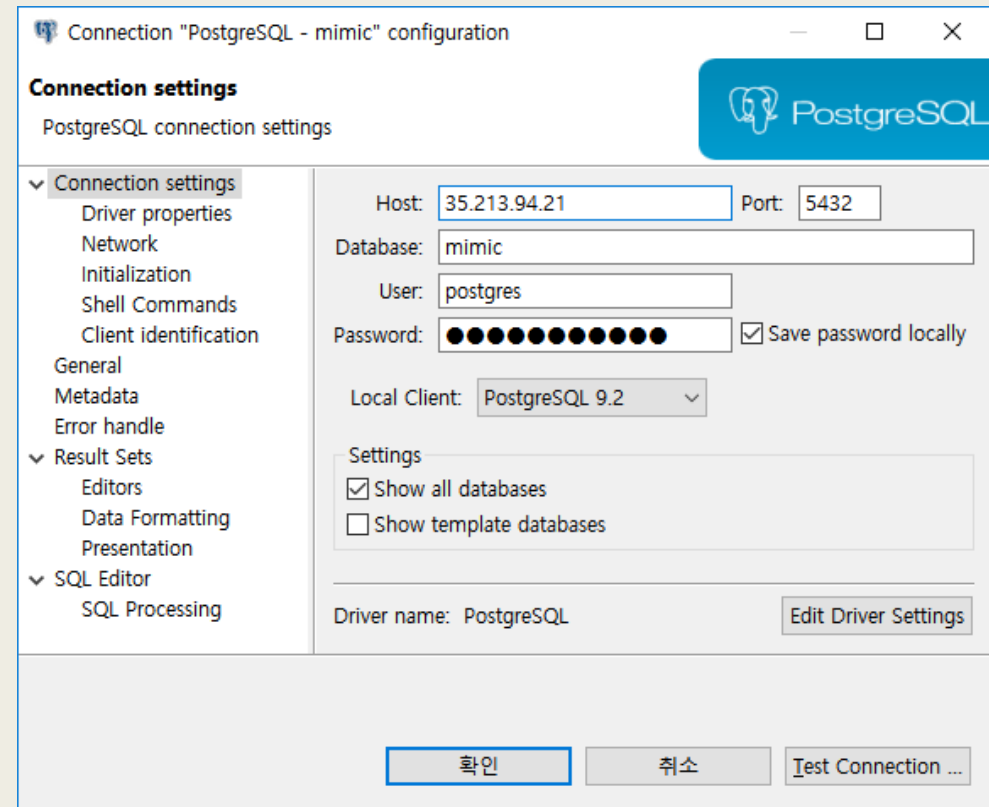 Connection "PostgreSQL - mimic" configuration
Connection settings
PostgreSQL connection settings
PostgreSQL
Connection settings
Driver properties
Network
Initialization
Shell Commands
Client identification
General
Metadata
Error handle
Result Sets
Editors
Data Formatting
Presentation
SQL Editor
SQL Processing
Host: 35.213.94.21 Port: 5432
Database: mimic
User: postgres
Password: ●●●●●●●●●●● Save password locally
Local Client: PostgreSQL 9.2
Settings
Show all databases
Show template databases
Driver name: PostgreSQL Edit Driver Settings
확인 취소 Test Connection ...